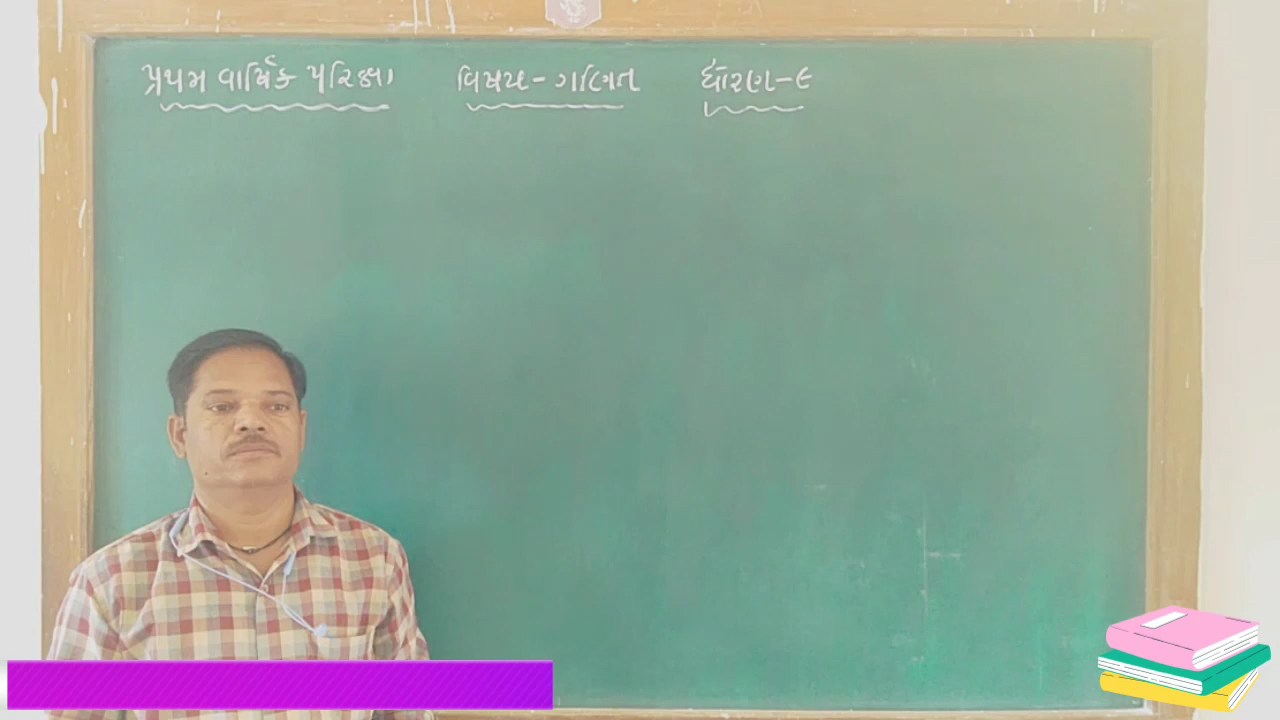 પ્રથમ વાર્ષિક પરિક્ષા વિષય - ગણિત ધોરણ - ૯